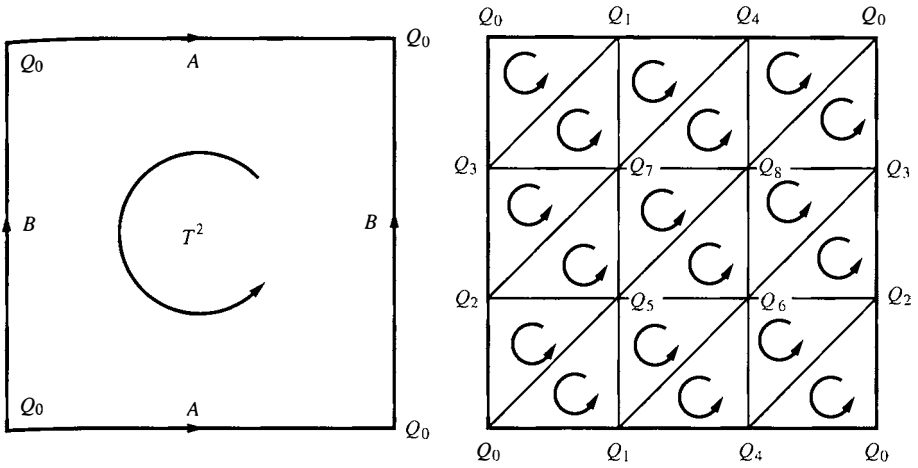 Q₀ A Q₀
B T² B
Q₀ A Q₀
Q₀ Q₁ Q₄ Q₀
Q₃ Q₇ Q₈ Q₃
Q₂ Q₅ Q₆ Q₂
Q₀ Q₁ Q₄ Q₀